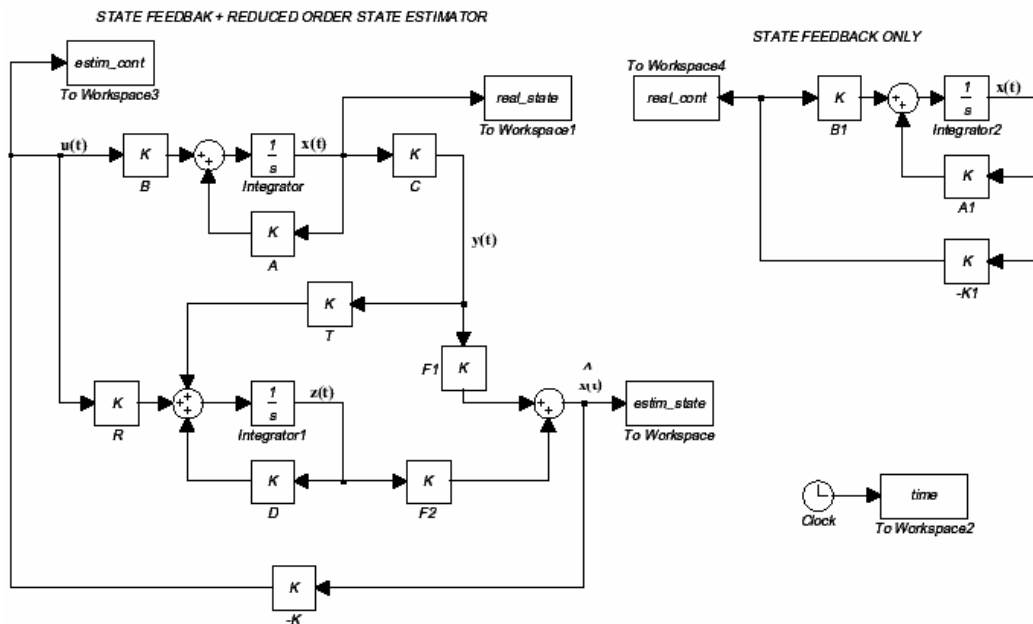 STATE FEEDBAK + REDUCED ORDER STATE ESTIMATOR
estim_cont
To Workspace3
real_state
To Workspace1
u(t)
K
B
+
+
1
s
Integrator
x(t)
K
C
K
A
y(t)
K
T
F1
K
K
R
+
+
+
1
s
Integrator1
z(t)
K
D
K
F2
+
+
^
x(t)
estim_state
To Workspace
K
-K
STATE FEEDBACK ONLY
To Workspace4
real_cont
K
B1
+
+
1
s
Integrator2
x(t)
K
A1
K
-K1
Clock
time
To Workspace2